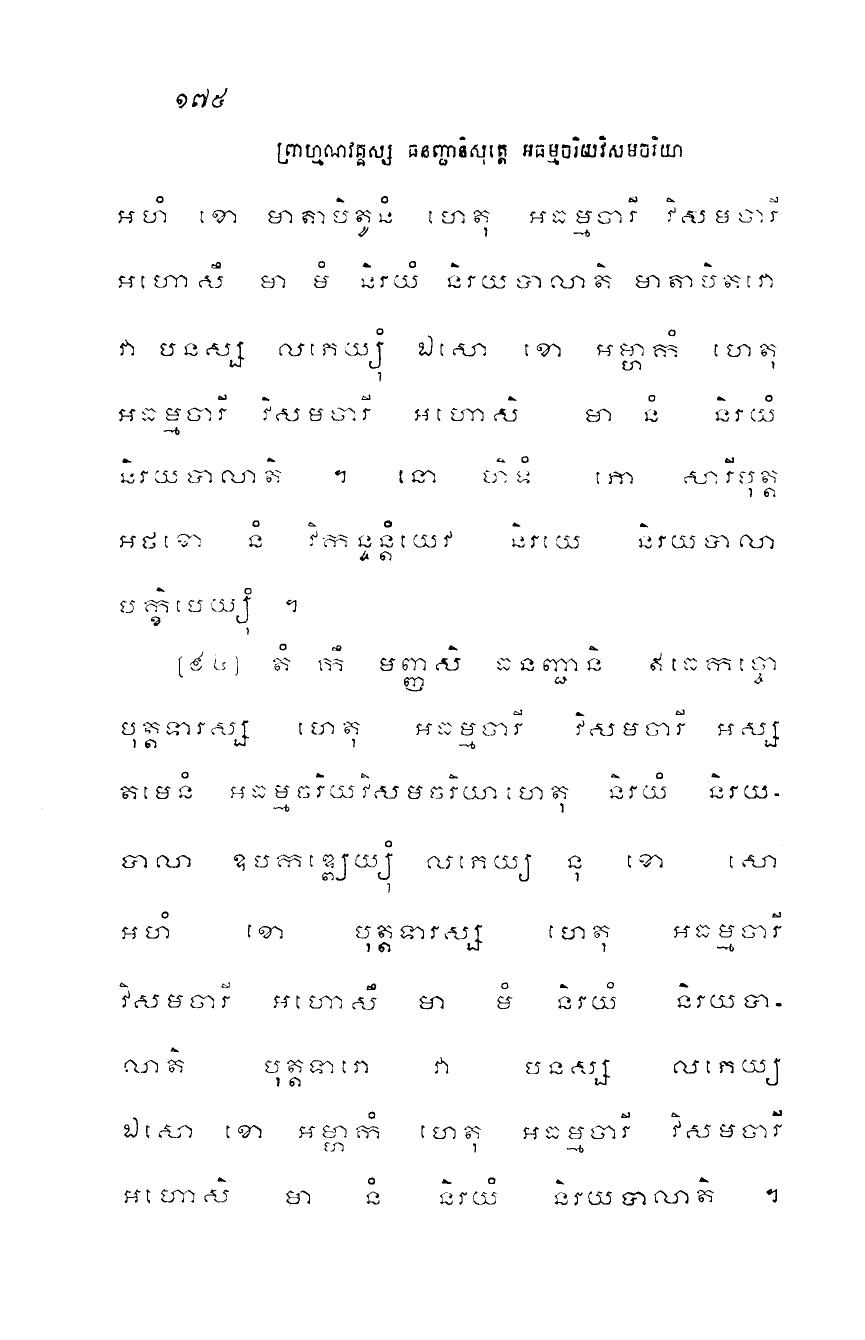 ១៧៥
ព្រាហ្មណវគ្គស្ស ធនញ្ជានិសុត្តេ អធម្មចរិយវិសមចរិយា
អហំ ខោ មាតាបិតូនំ ហេតុ អធម្មចារី វិសមចារី
អហោសឹ មា មំ និរយំ និរយបាលាតិ មាតាបិតរោ
វា បនស្ស លភេយ្យុំ ឯសោ ខោ អម្ហាកំ ហេតុ
អធម្មចារី វិសមចារី អហោសិ មា នំ និរយំ
និរយបាលាតិ ។ នោ ហិទំ ភោ សារីបុត្ត
អថខោ នំ វិកន្ទន្តំយេវ និរយេ និរយបាលា
បក្ខិបេយ្យុំ ។
[៩៤] តំ កឹ មញ្ញសិ ធនញ្ជានិ ឥធេកច្ចោ
បុត្តទារស្ស ហេតុ អធម្មចារី វិសមចារី អស្ស
តមេនំ អធម្មចរិយវិសមចរិយាហេតុ និរយំ និរយ-
បាលា ឧបកឌ្ឍេយ្យុំ លភេយ្យ នុ ខោ សោ
អហំ ខោ បុត្តទារស្ស ហេតុ អធម្មចារី
វិសមចារី អហោសឹ មា មំ និរយំ និរយបា-
លាតិ បុត្តទារោ វា បនស្ស លភេយ្យ
ឯសោ ខោ អម្ហាកំ ហេតុ អធម្មចារី វិសមចារី
អហោសិ មា នំ និរយំ និរយបាលាតិ ។